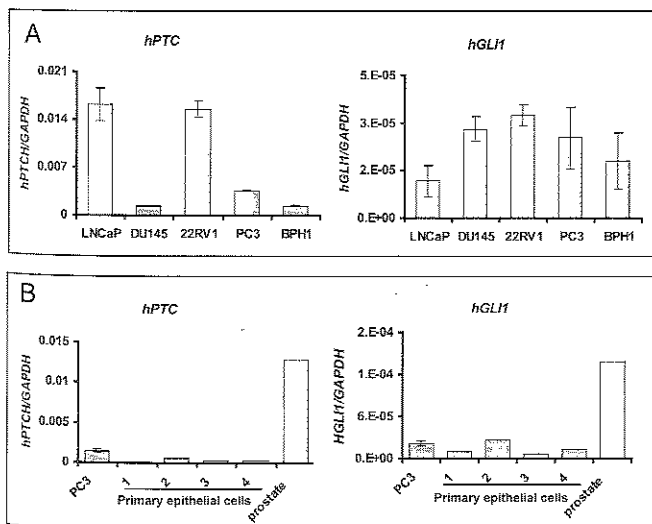 A
hPTC
hPTCH/GAPDH
0.021
0.014
0.007
0
LNCaP DU145 22RV1 PC3 BPH1
hGLI1
hGLI1/GAPDH
5.E-05
3.E-05
2.E-05
0.E+00
LNCaP DU145 22RV1 PC3 BPH1
B
hPTC
hPTCH/GAPDH
0.015
0.01
0.005
0
PC3 1 2 3 4 prostate
Primary epithelial cells
hGLI1
HGLI1/GAPDH
2.E-04
1.E-04
6.E-05
0.E+00
PC3 1 2 3 4 prostate
Primary epithelial cells